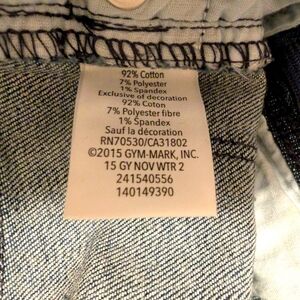 92% Cotton
7% Polyester
1% Spandex
Exclusive of decoration
92% Coton
7% Polyester fibre
1% Spandex
Sauf la décoration
RN70530/CA31802
©2015 GYM-MARK, INC.
15 GY NOV WTR 2
241540556
140149390